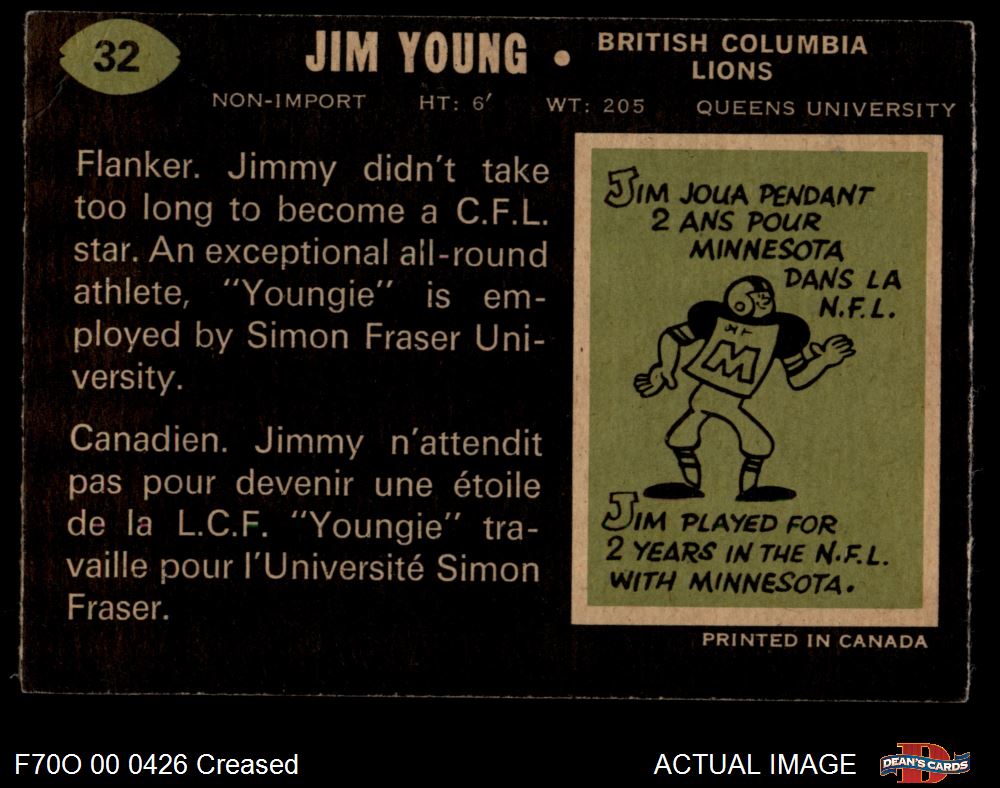 32
JIM YOUNG •
BRITISH COLUMBIA
LIONS
NON-IMPORT HT: 6′ WT: 205 QUEENS UNIVERSITY
Flanker. Jimmy didn't take
too long to become a C.F.L.
star. An exceptional all-round
athlete, "Youngie" is em-
ployed by Simon Fraser Uni-
versity.
Canadien. Jimmy n'attendit
pas pour devenir une étoile
de la L.C.F. "Youngie" tra-
vaille pour l'Université Simon
Fraser.
JIM JOUA PENDANT
2 ANS POUR
MINNESOTA
DANS LA
N.F.L.
M
JIM PLAYED FOR
2 YEARS IN THE N.F.L.
WITH MINNESOTA.
PRINTED IN CANADA
F70O 00 0426 Creased
ACTUAL IMAGE
DEAN'S CARDS